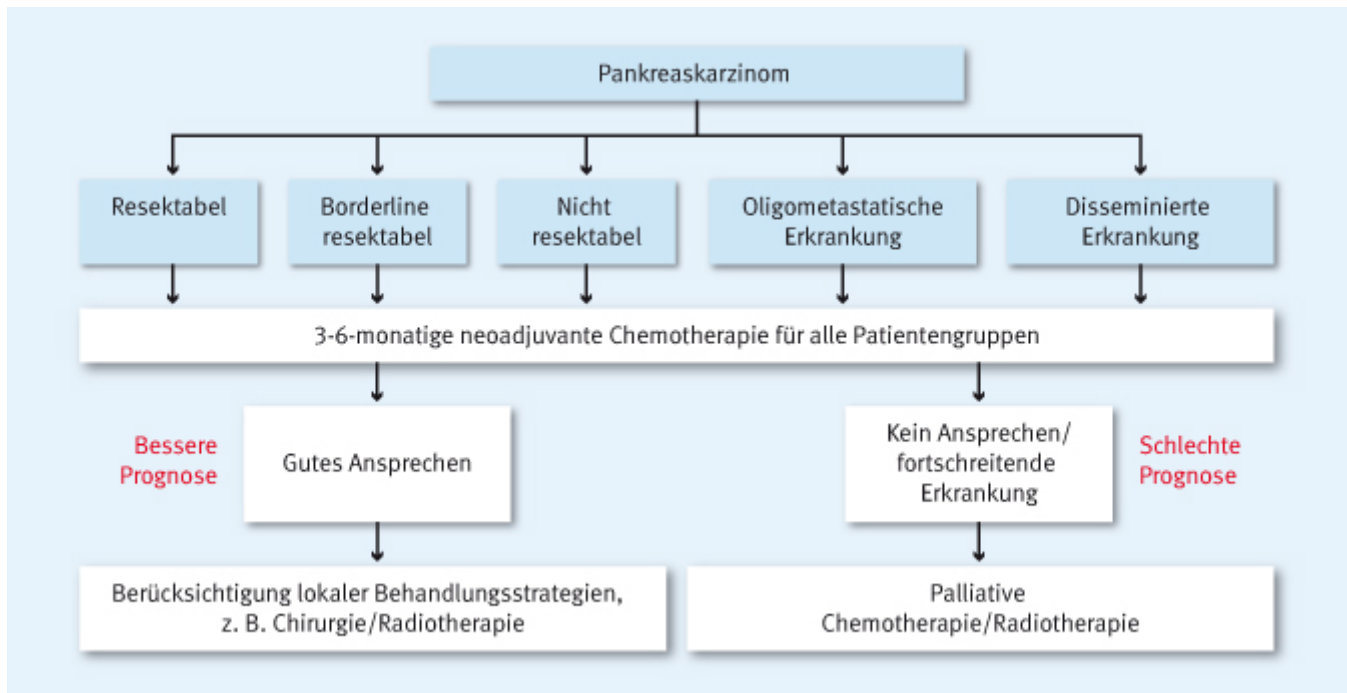 Pankreaskarzinom
Resektabel
Borderline
resektabel
Nicht
resektabel
Oligometastatische
Erkrankung
Disseminierte
Erkrankung
3-6-monatige neoadjuvante Chemotherapie für alle Patientengruppen
Bessere
Prognose
Gutes Ansprechen
Kein Ansprechen/
fortschreitende
Erkrankung
Schlechte
Prognose
Berücksichtigung lokaler Behandlungsstrategien,
z. B. Chirurgie/Radiotherapie
Palliative
Chemotherapie/Radiotherapie